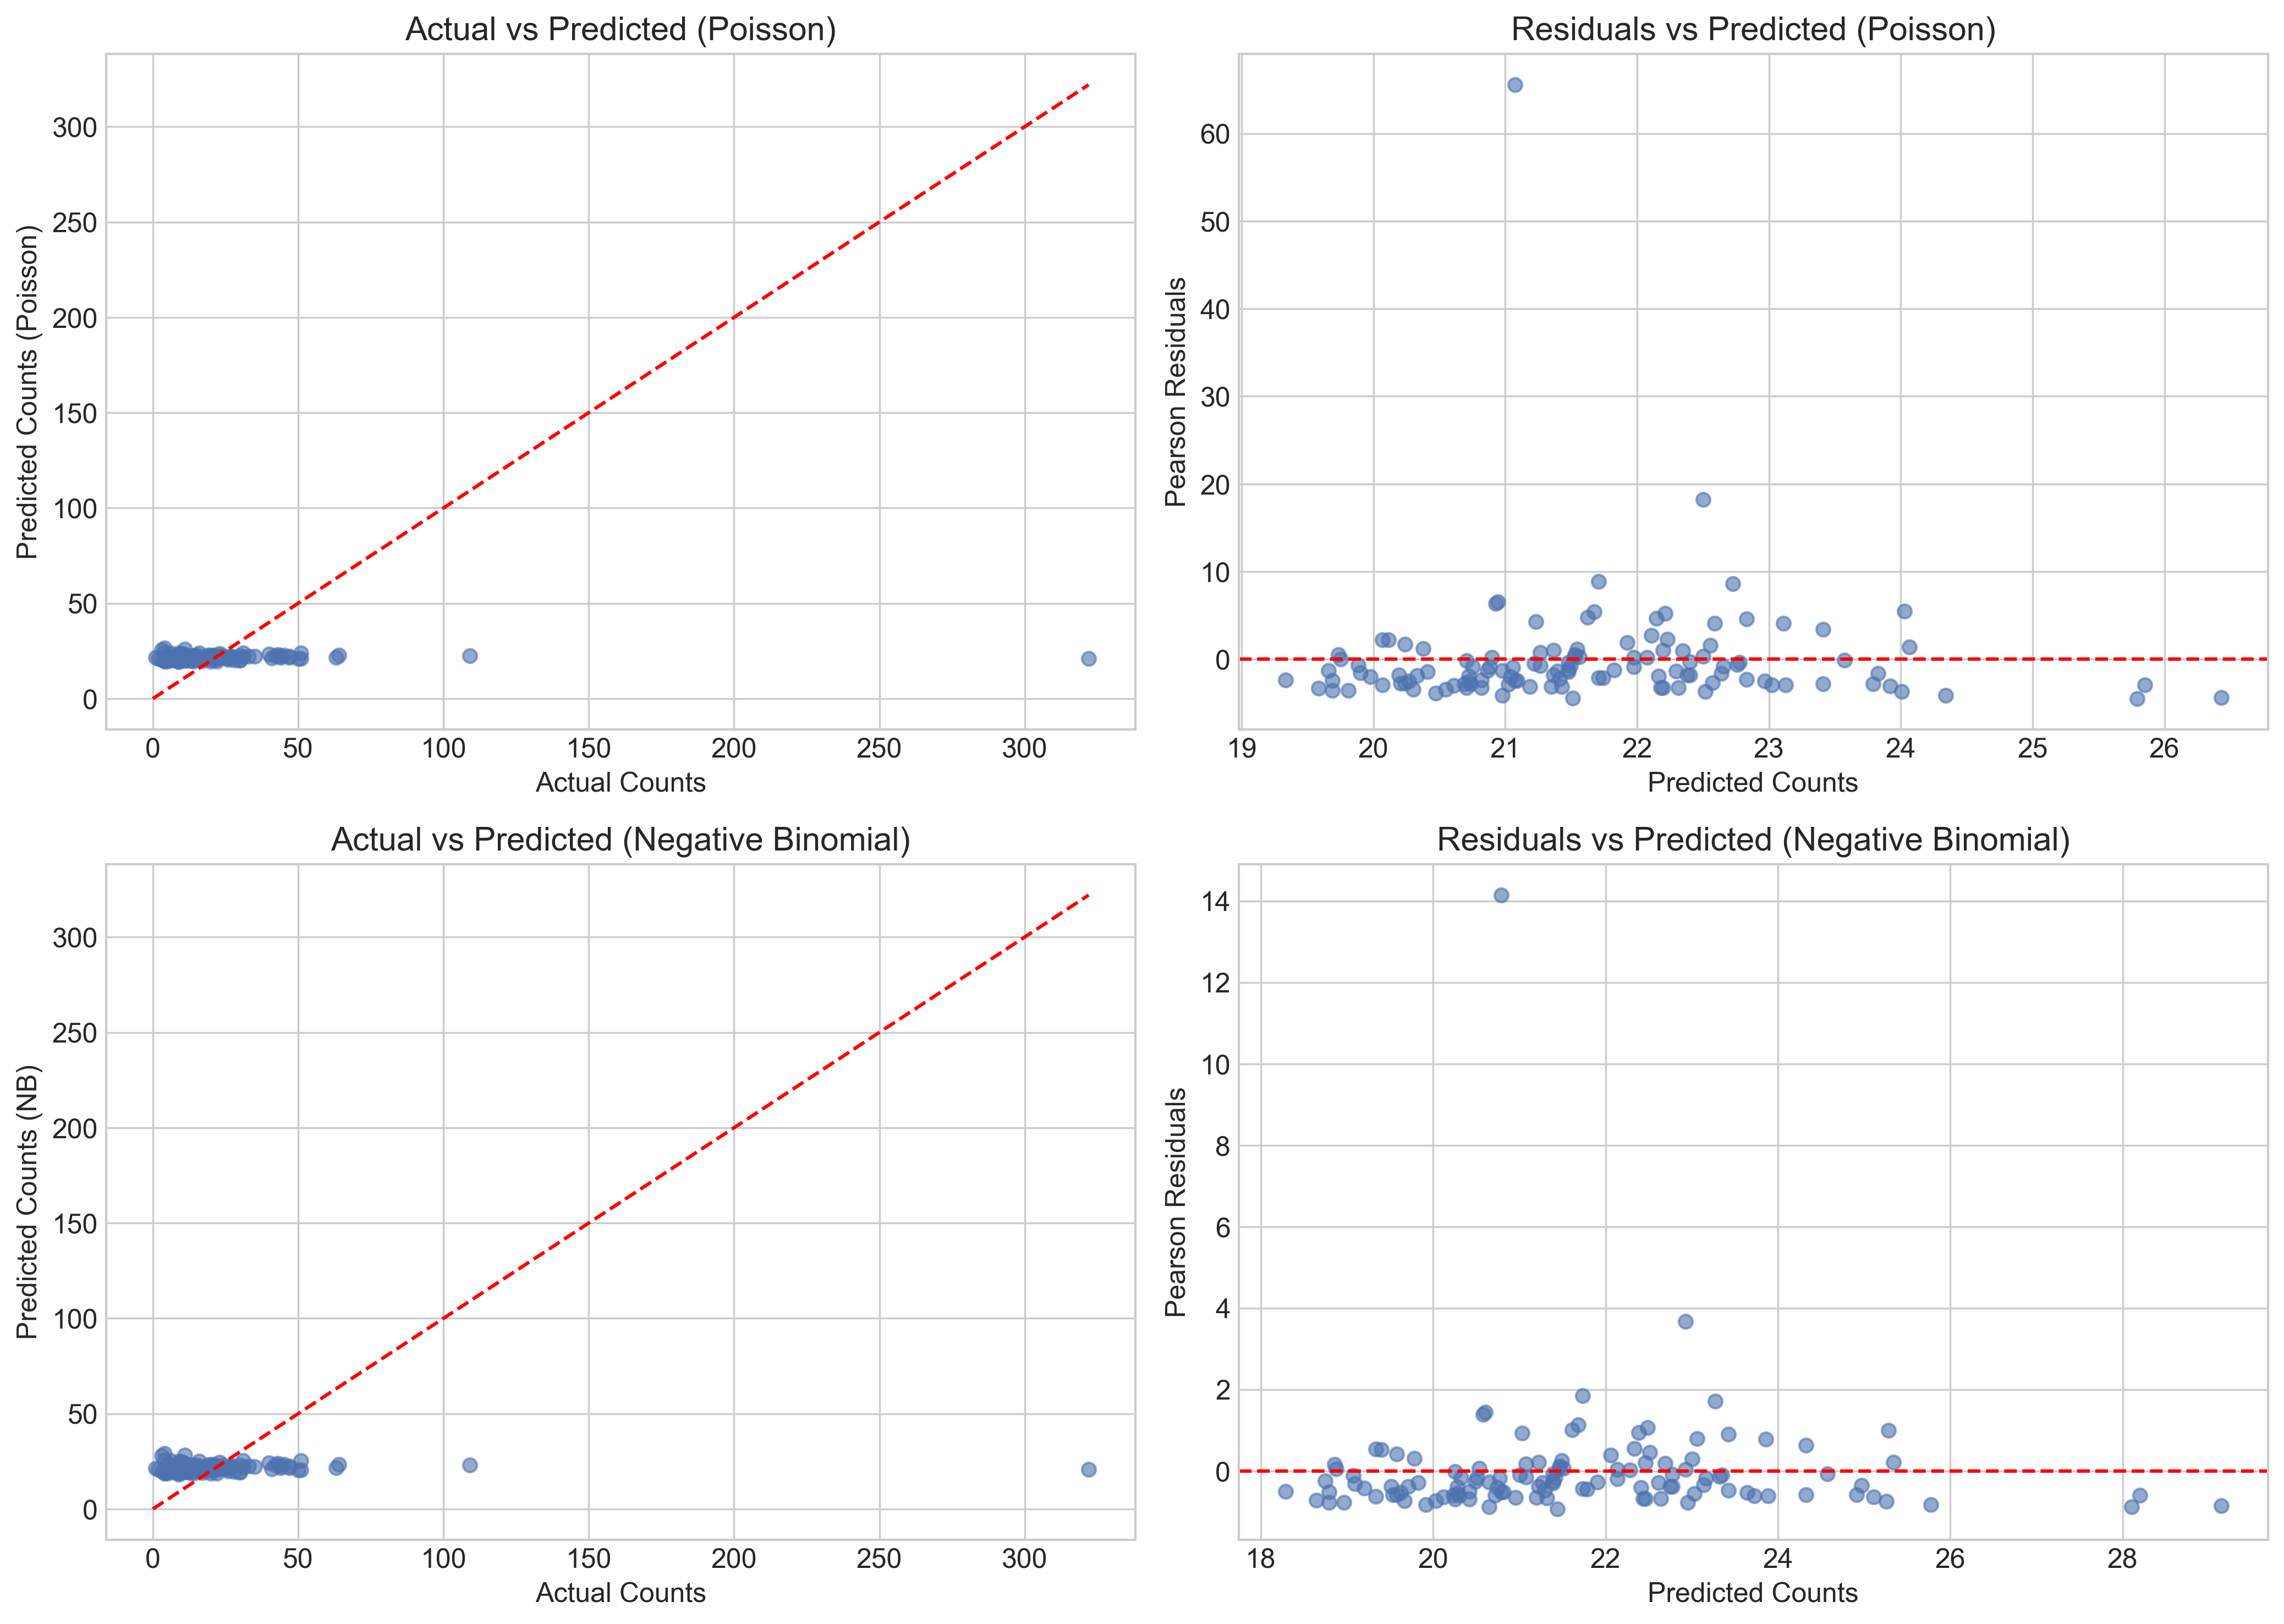 Actual vs Predicted (Poisson)
Predicted Counts (Poisson)
300
250
200
150
100
50
0
0 50 100 150 200 250 300
Actual Counts
Residuals vs Predicted (Poisson)
Pearson Residuals
60
50
40
30
20
10
0
19 20 21 22 23 24 25 26
Predicted Counts
Actual vs Predicted (Negative Binomial)
Predicted Counts (NB)
300
250
200
150
100
50
0
0 50 100 150 200 250 300
Actual Counts
Residuals vs Predicted (Negative Binomial)
Pearson Residuals
14
12
10
8
6
4
2
0
18 20 22 24 26 28
Predicted Counts